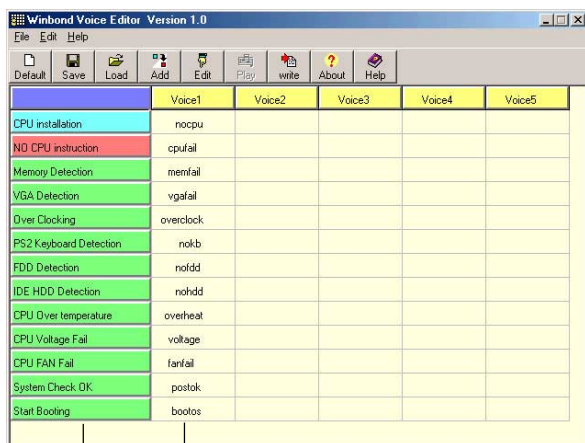 Winbond Voice Editor Version 1.0
File Edit Help
Default Save Load Add Edit Play write About Help
Voice1 Voice2 Voice3 Voice4 Voice5
CPU installation nocpu
NO CPU instruction cpufail
Memory Detection memfail
VGA Detection vgafail
Over Clocking overclock
PS2 Keyboard Detection nokb
FDD Detection nofdd
IDE HDD Detection nohdd
CPU Over temperature overheat
CPU Voltage Fail voltage
CPU FAN Fail fanfail
System Check OK postok
Start Booting bootos